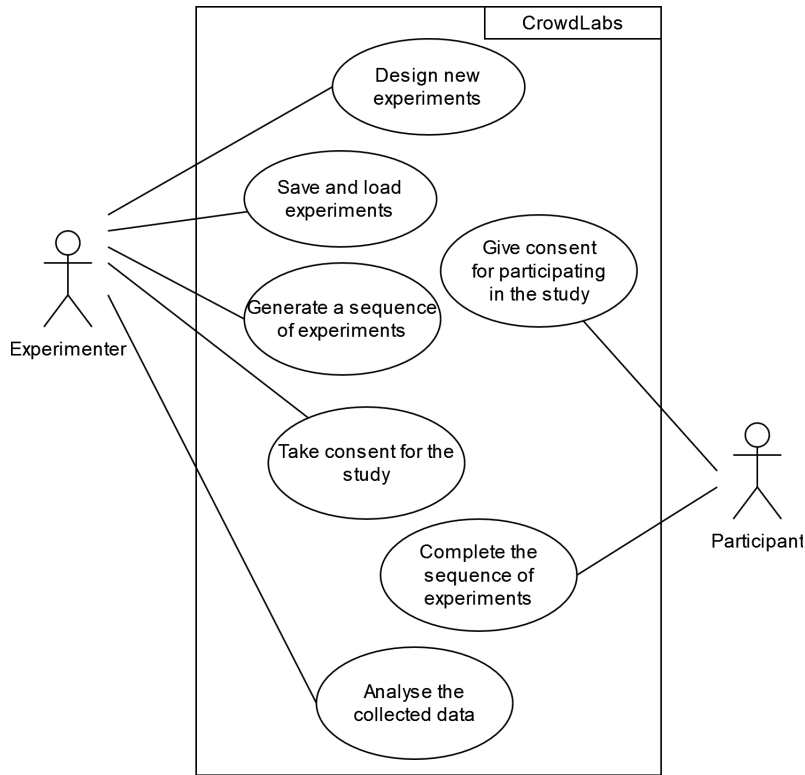 CrowdLabs
Design new
experiments
Save and load
experiments
Give consent
for participating
in the study
Generate a sequence
of experiments
Experimenter
Take consent for the
study
Participant
Complete the
sequence of
experiments
Analyse the
collected data